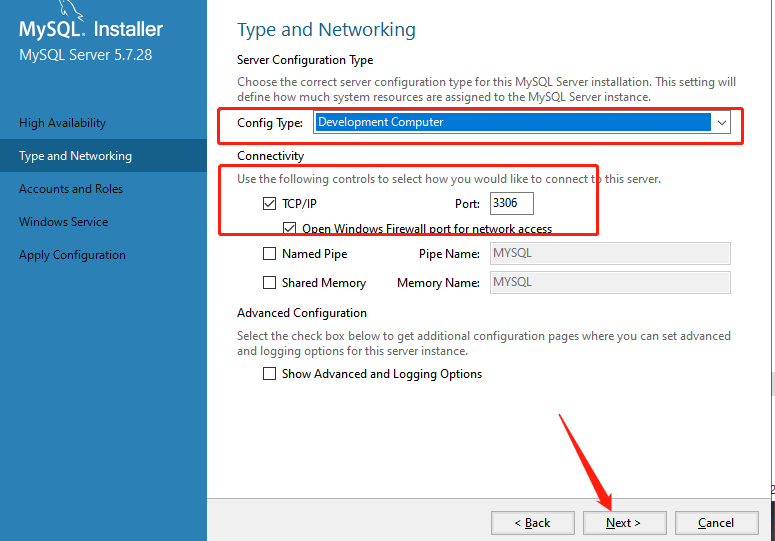 MySQL. Installer
MySQL Server 5.7.28
High Availability
Type and Networking
Accounts and Roles
Windows Service
Apply Configuration
Type and Networking
Server Configuration Type
Choose the correct server configuration type for this MySQL Server installation. This setting will
define how much system resources are assigned to the MySQL Server instance.
Config Type: Development Computer
Connectivity
Use the following controls to select how you would like to connect to this server.
TCP/IP Port: 3306
Open Windows Firewall port for network access
Named Pipe Pipe Name: MYSQL
Shared Memory Memory Name: MYSQL
Advanced Configuration
Select the check box below to get additional configuration pages where you can set advanced
and logging options for this server instance.
Show Advanced and Logging Options
< Back Next > Cancel